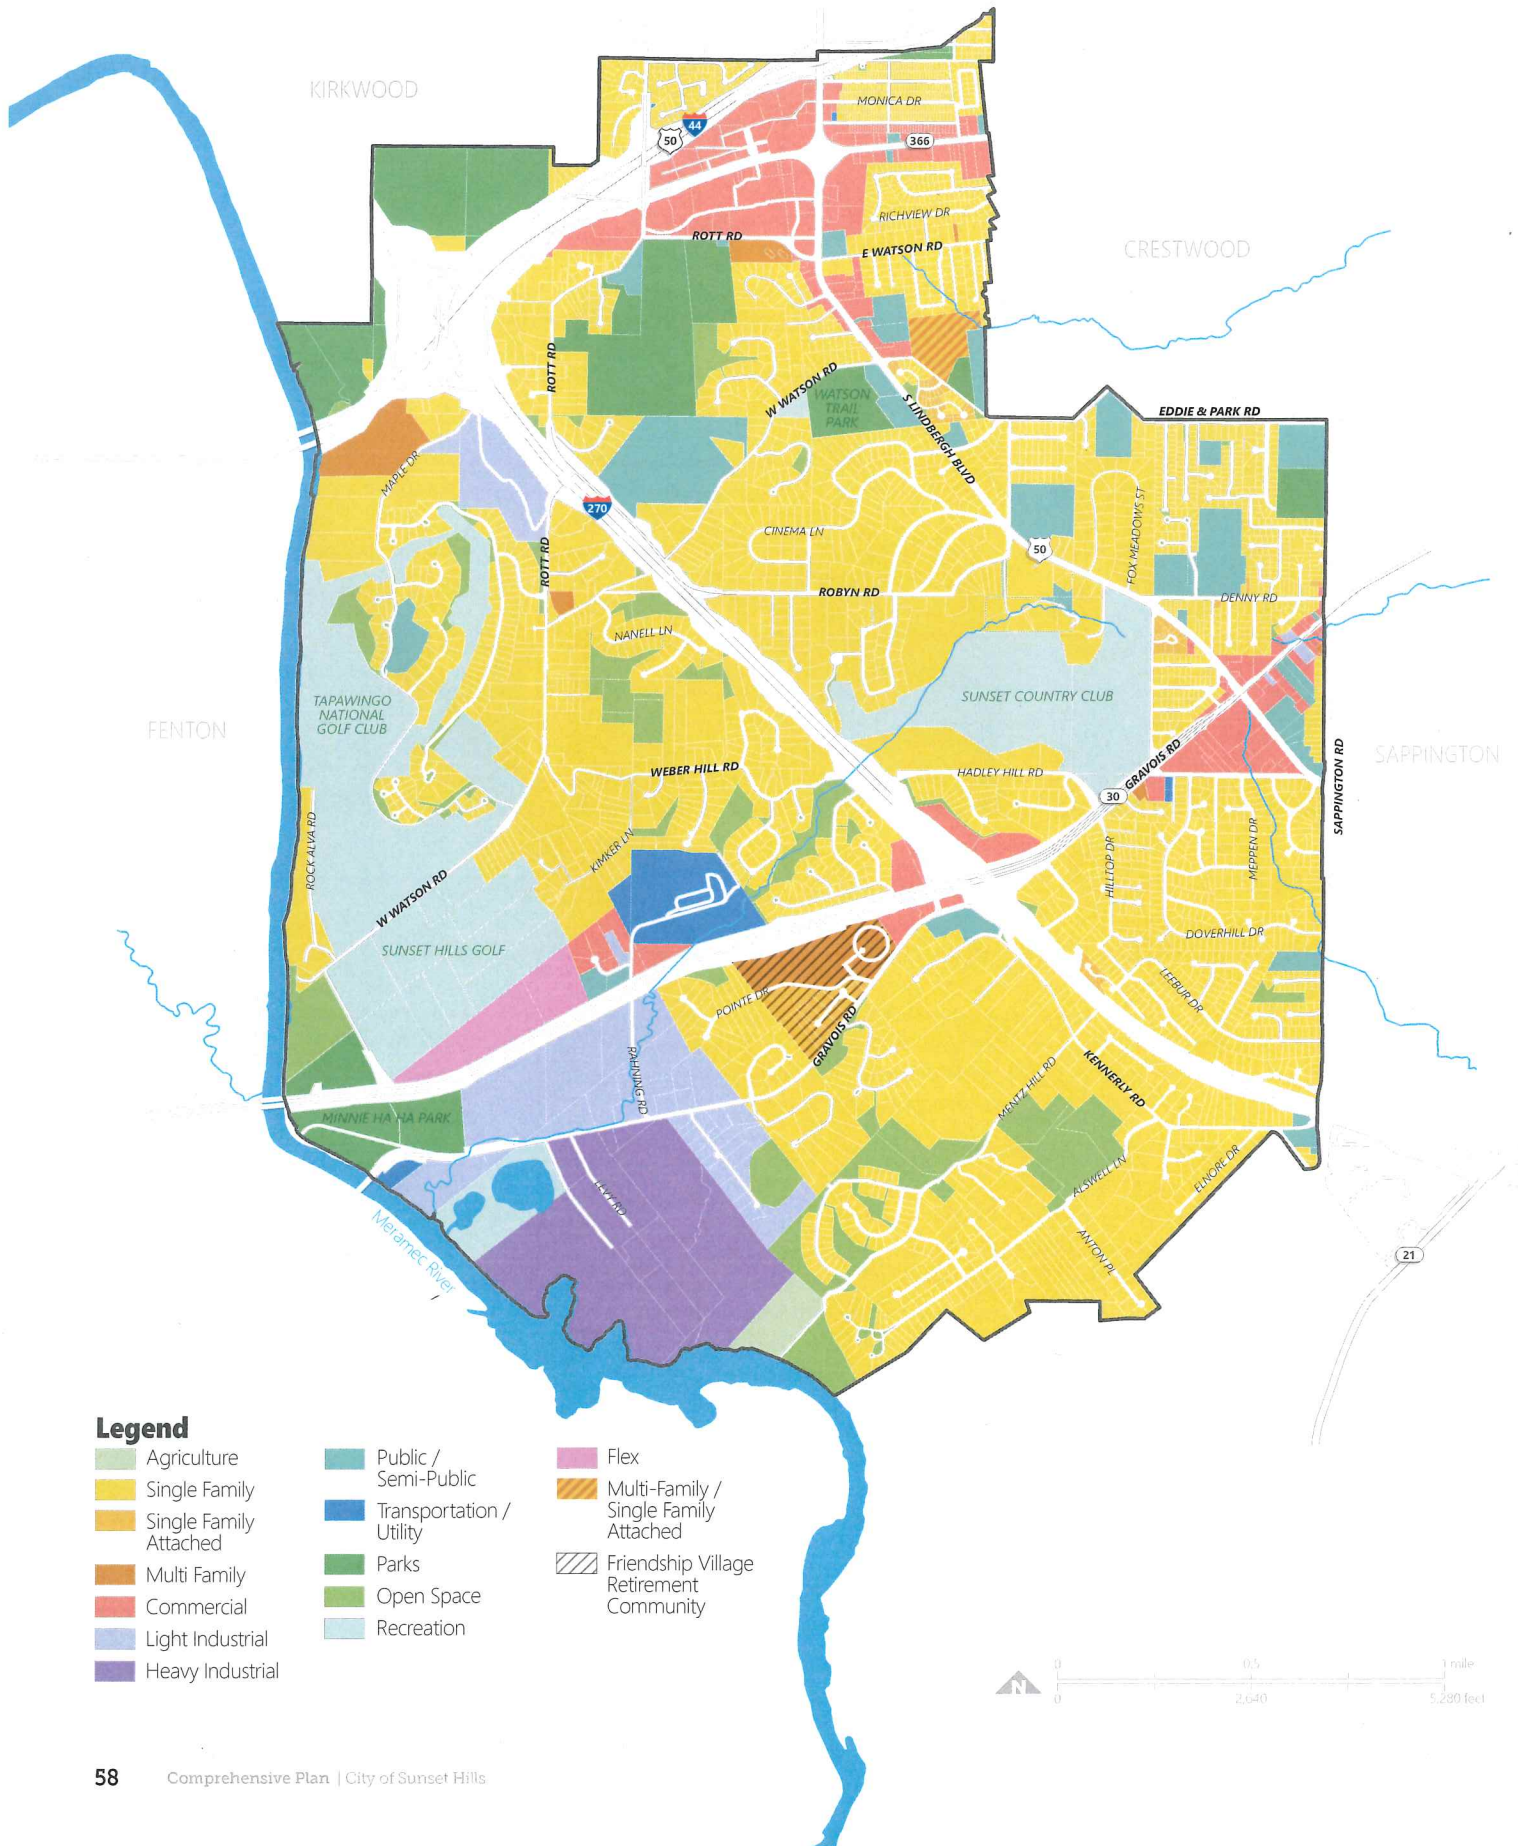 KIRKWOOD
MONICA DR
44
50
366
RICHVIEW DR
ROTT RD
E WATSON RD
CRESTWOOD
ROTT RD
W WATSON RD
WATSON
TRAIL
PARK
S LINDBERGH BLVD
EDDIE & PARK RD
MAPLE DR
270
CINEMA LN
FOX MEADOWS ST
50
ROTT RD
ROBYN RD
DENNY RD
NANELL LN
TAPAWINGO
NATIONAL
GOLF CLUB
SUNSET COUNTRY CLUB
FENTON
SAPPINGTON
WEBER HILL RD
HADLEY HILL RD
GRAVOIS RD
30
SAPPINGTON RD
ROCK ALVA RD
KIMKER LN
HILLTOP DR
MEPPEN DR
W WATSON RD
SUNSET HILLS GOLF
DOVERHILL DR
LEEBUR DR
POINTE DR
GRAVOIS RD
RAHNING RD
MENTZ HILL RD
KENNERLY RD
MINNIE HA HA PARK
ALSWELL LN
ELNORE DR
LEVY RD
ANTON PL
Meramec River
21
Legend
Agriculture
Single Family
Single Family
Attached
Multi Family
Commercial
Light Industrial
Heavy Industrial
Public /
Semi-Public
Transportation /
Utility
Parks
Open Space
Recreation
Flex
Multi-Family /
Single Family
Attached
Friendship Village
Retirement
Community
N
0 0.5 1 mile
0 2,640 5,280 feet
58 Comprehensive Plan | City of Sunset Hills